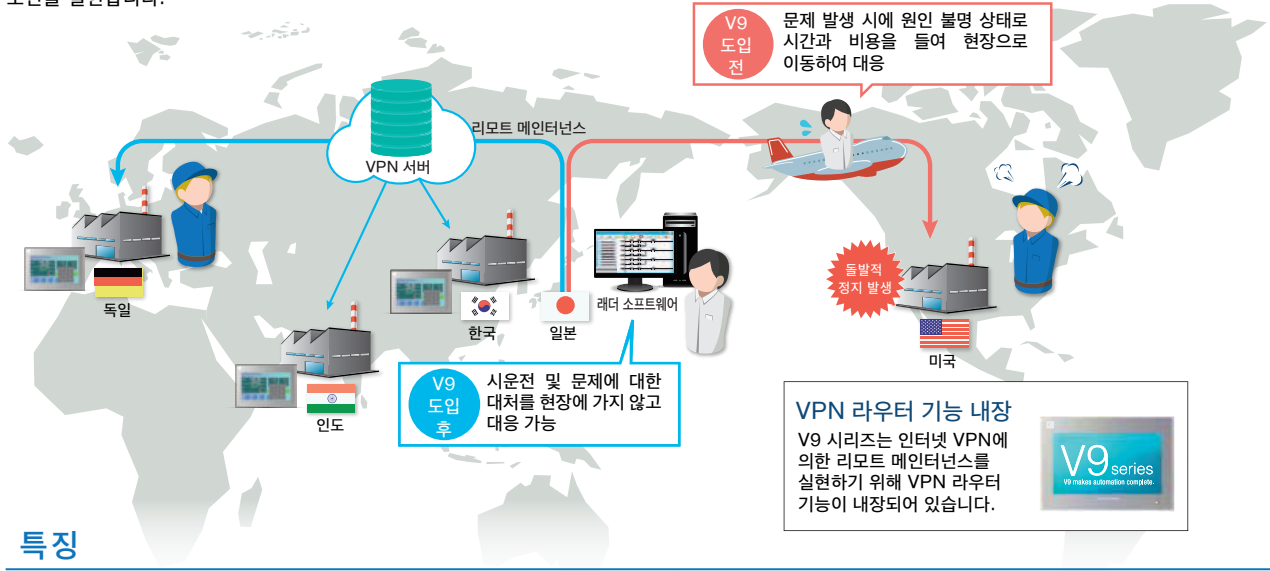 V9
도입
전
문제 발생 시에 원인 불명 상태로
시간과 비용을 들여 현장으로
이동하여 대응
리모트 메인터넌스
VPN 서버
돌발적
정지 발생
독일
한국
일본
래더 소프트웨어
미국
인도
V9
도입
후
시운전 및 문제에 대한
대처를 현장에 가지 않고
대응 가능
VPN 라우터 기능 내장
V9 시리즈는 인터넷 VPN에
의한 리모트 메인터넌스를
실현하기 위해 VPN 라우터
기능이 내장되어 있습니다.
V9 series
V9 makes automation complete.
특징